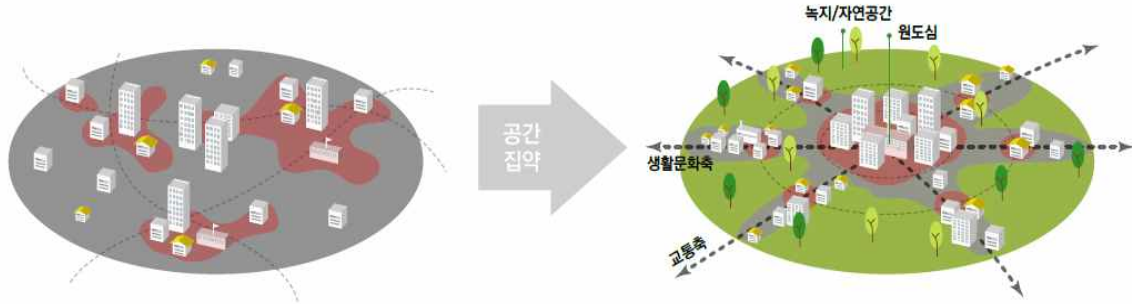 녹지/자연공간
원도심
공간
집약
생활문화축
교통축